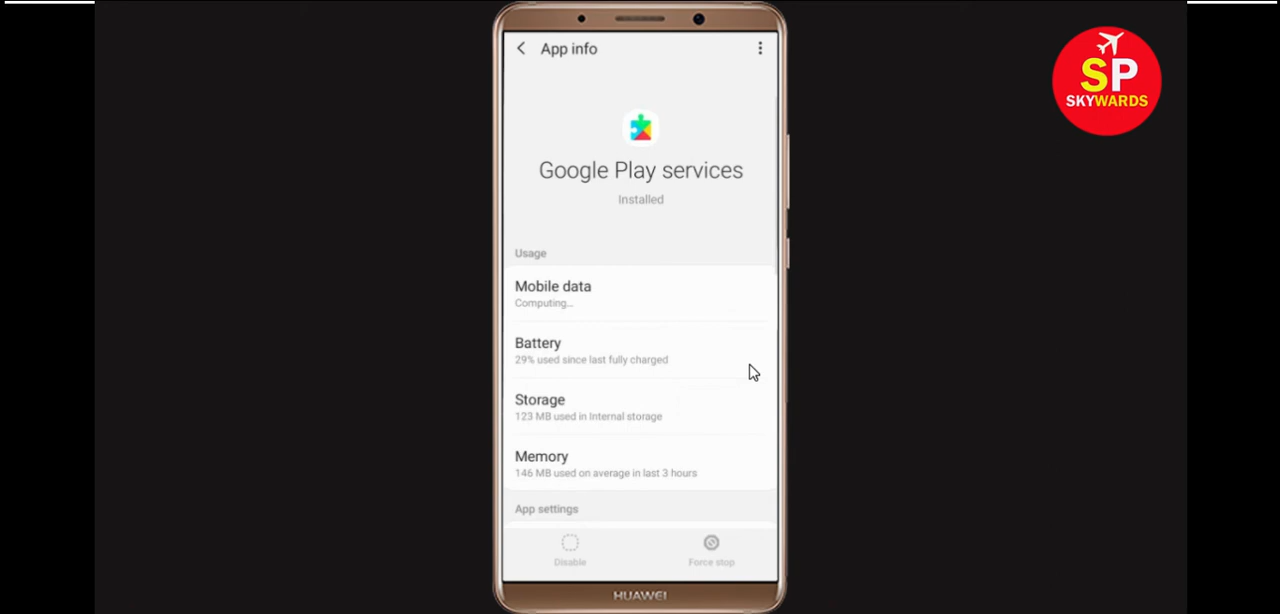 App info
SP
SKYWARDS
Google Play services
Installed
Usage
Mobile data
Computing...
Battery
29% used since last fully charged
Storage
123 MB used in Internal storage
Memory
146 MB used on average in last 3 hours
App settings
Disable
Force stop
HUAWEI